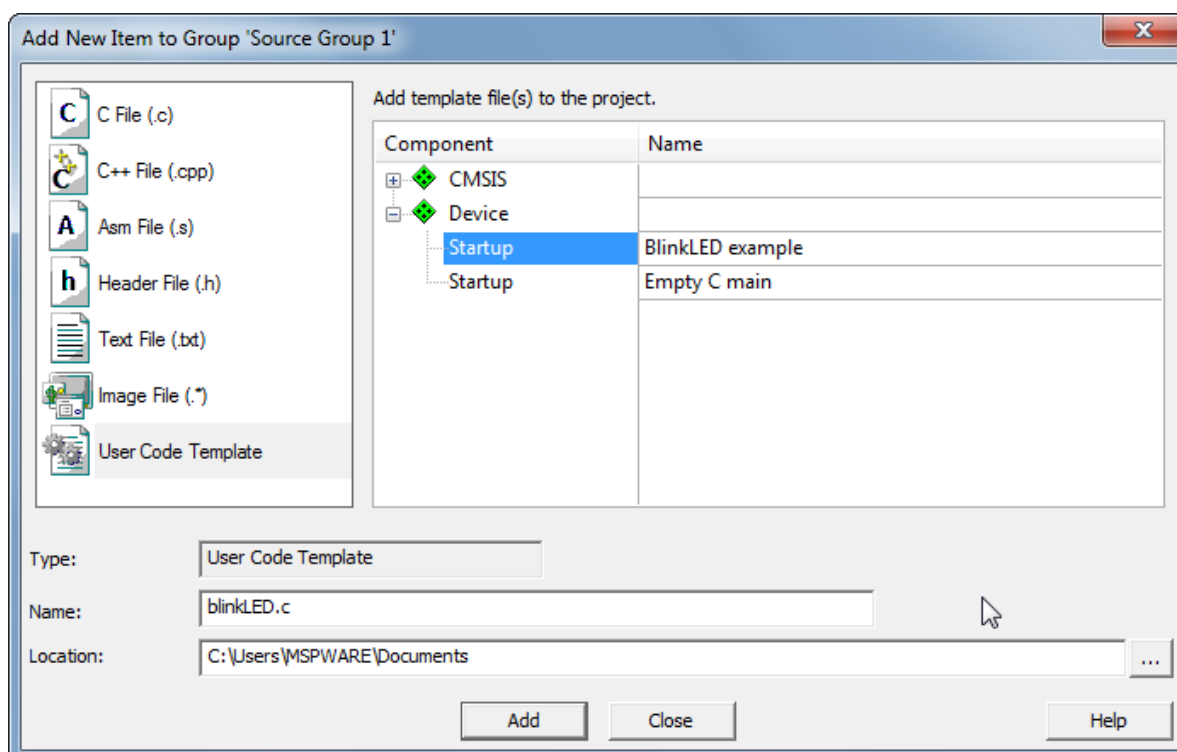 Add New Item to Group 'Source Group 1'
C File (.c)
C++ File (.cpp)
Asm File (.s)
Header File (.h)
Text File (.txt)
Image File (.*)
User Code Template
Add template file(s) to the project.
Component Name
CMSIS
Device
Startup BlinkLED example
Startup Empty C main
Type: User Code Template
Name: blinkLED.c
Location: C:\Users\MSPWARE\Documents ...
Add Close Help